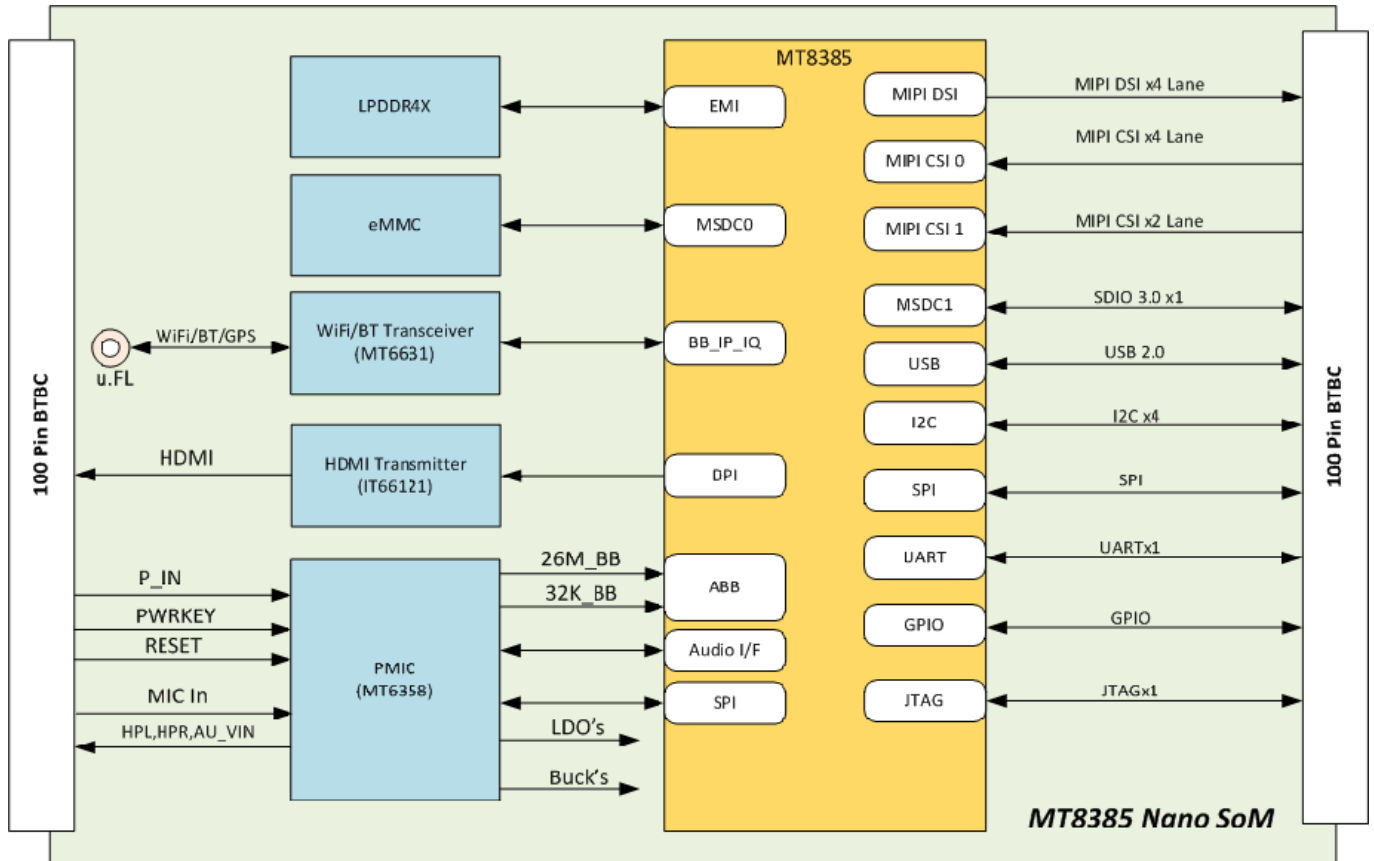 MT8385
LPDDR4X
EMI
MIPI DSI
MIPI DSI x4 Lane
MIPI CSI x4 Lane
MIPI CSI 0
eMMC
MSDC0
MIPI CSI 1
MIPI CSI x2 Lane
MSDC1
SDIO 3.0 x1
WiFi/BT/GPS
u.FL
WiFi/BT Transceiver
(MT6631)
BB_IP_IQ
USB
USB 2.0
100 Pin BTBC
100 Pin BTBC
I2C
I2C x4
HDMI
HDMI Transmitter
(IT66121)
DPI
SPI
SPI
26M_BB
32K_BB
ABB
UART
UARTx1
P_IN
PWRKEY
RESET
MIC In
HPL,HPR,AU_VIN
PMIC
(MT6358)
Audio I/F
GPIO
GPIO
SPI
JTAG
JTAGx1
LDO's
Buck's
MT8385 Nano SoM